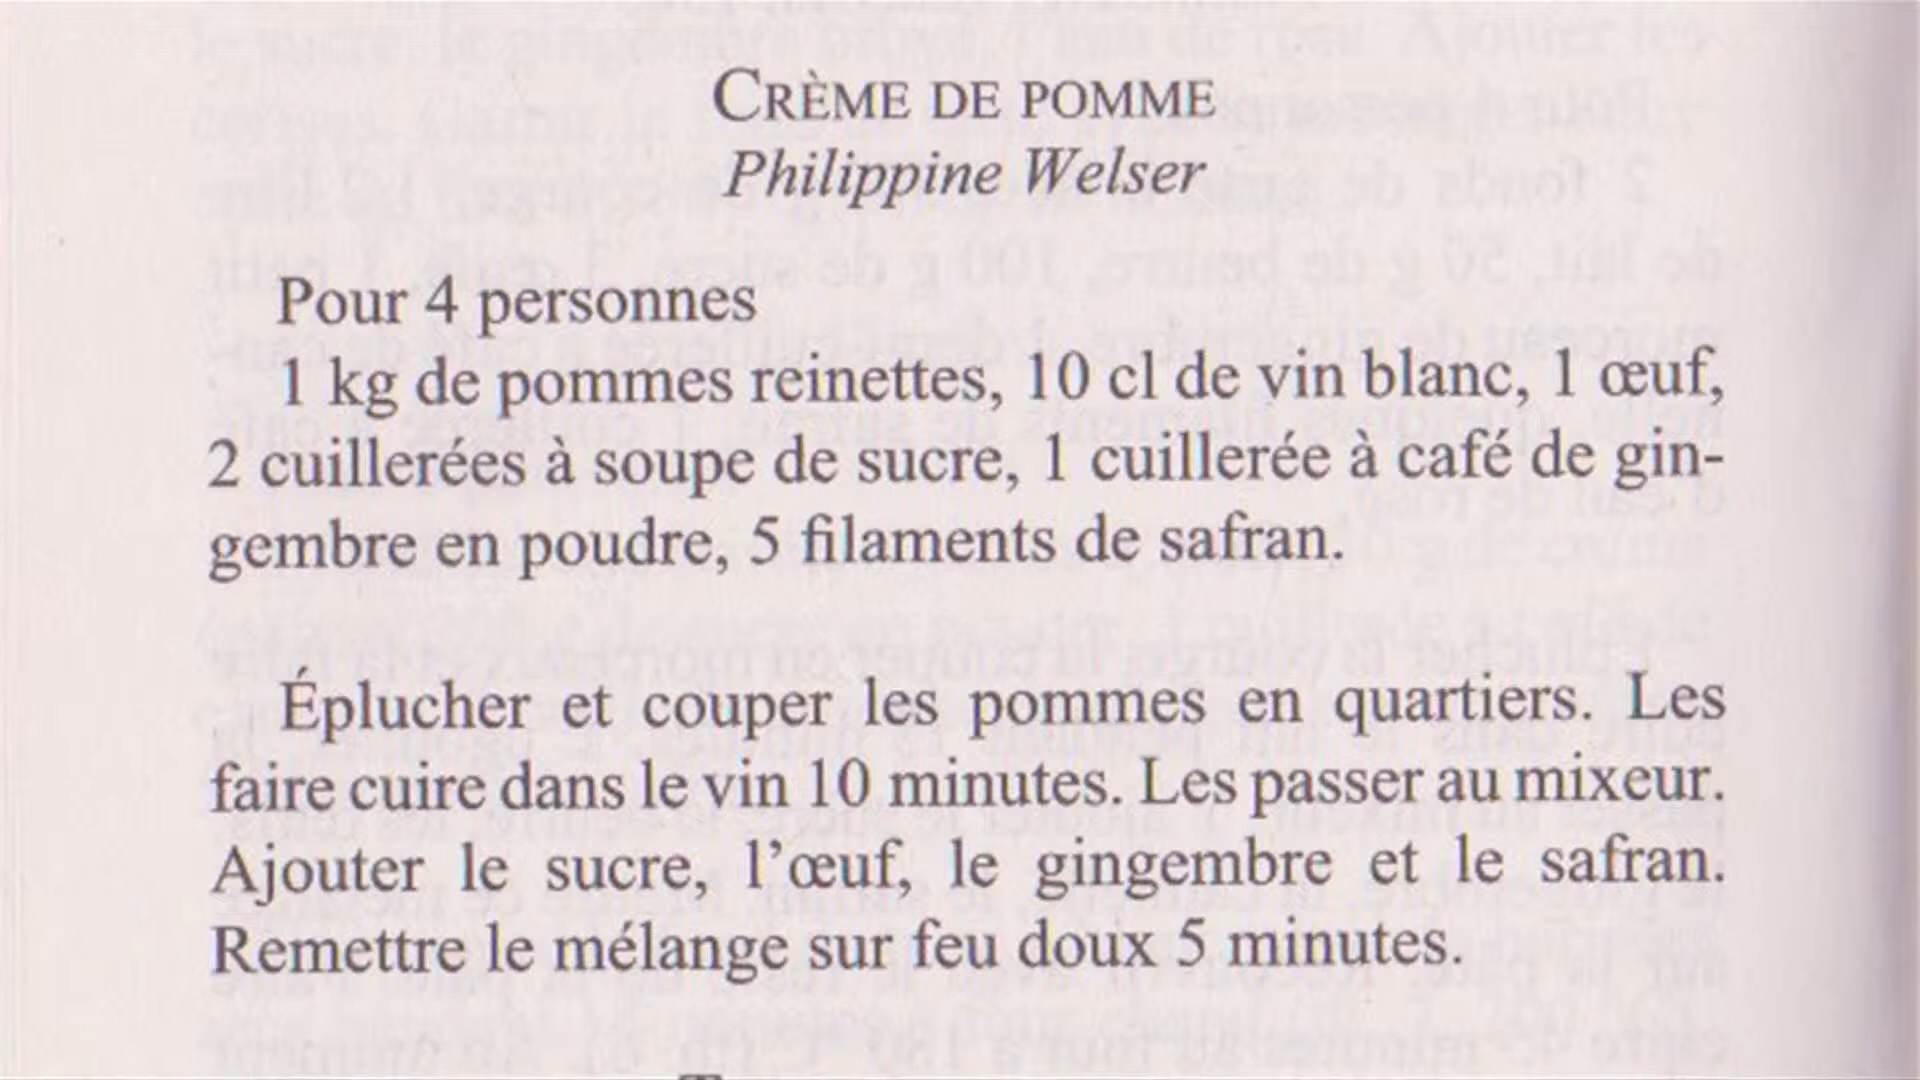 CRÈME DE POMME
Philippine Welser
Pour 4 personnes
1 kg de pommes reinettes, 10 cl de vin blanc, 1 œuf,
2 cuillerées à soupe de sucre, 1 cuillerée à café de gin-
gembre en poudre, 5 filaments de safran.
Éplucher et couper les pommes en quartiers. Les
faire cuire dans le vin 10 minutes. Les passer au mixeur.
Ajouter le sucre, l’œuf, le gingembre et le safran.
Remettre le mélange sur feu doux 5 minutes.